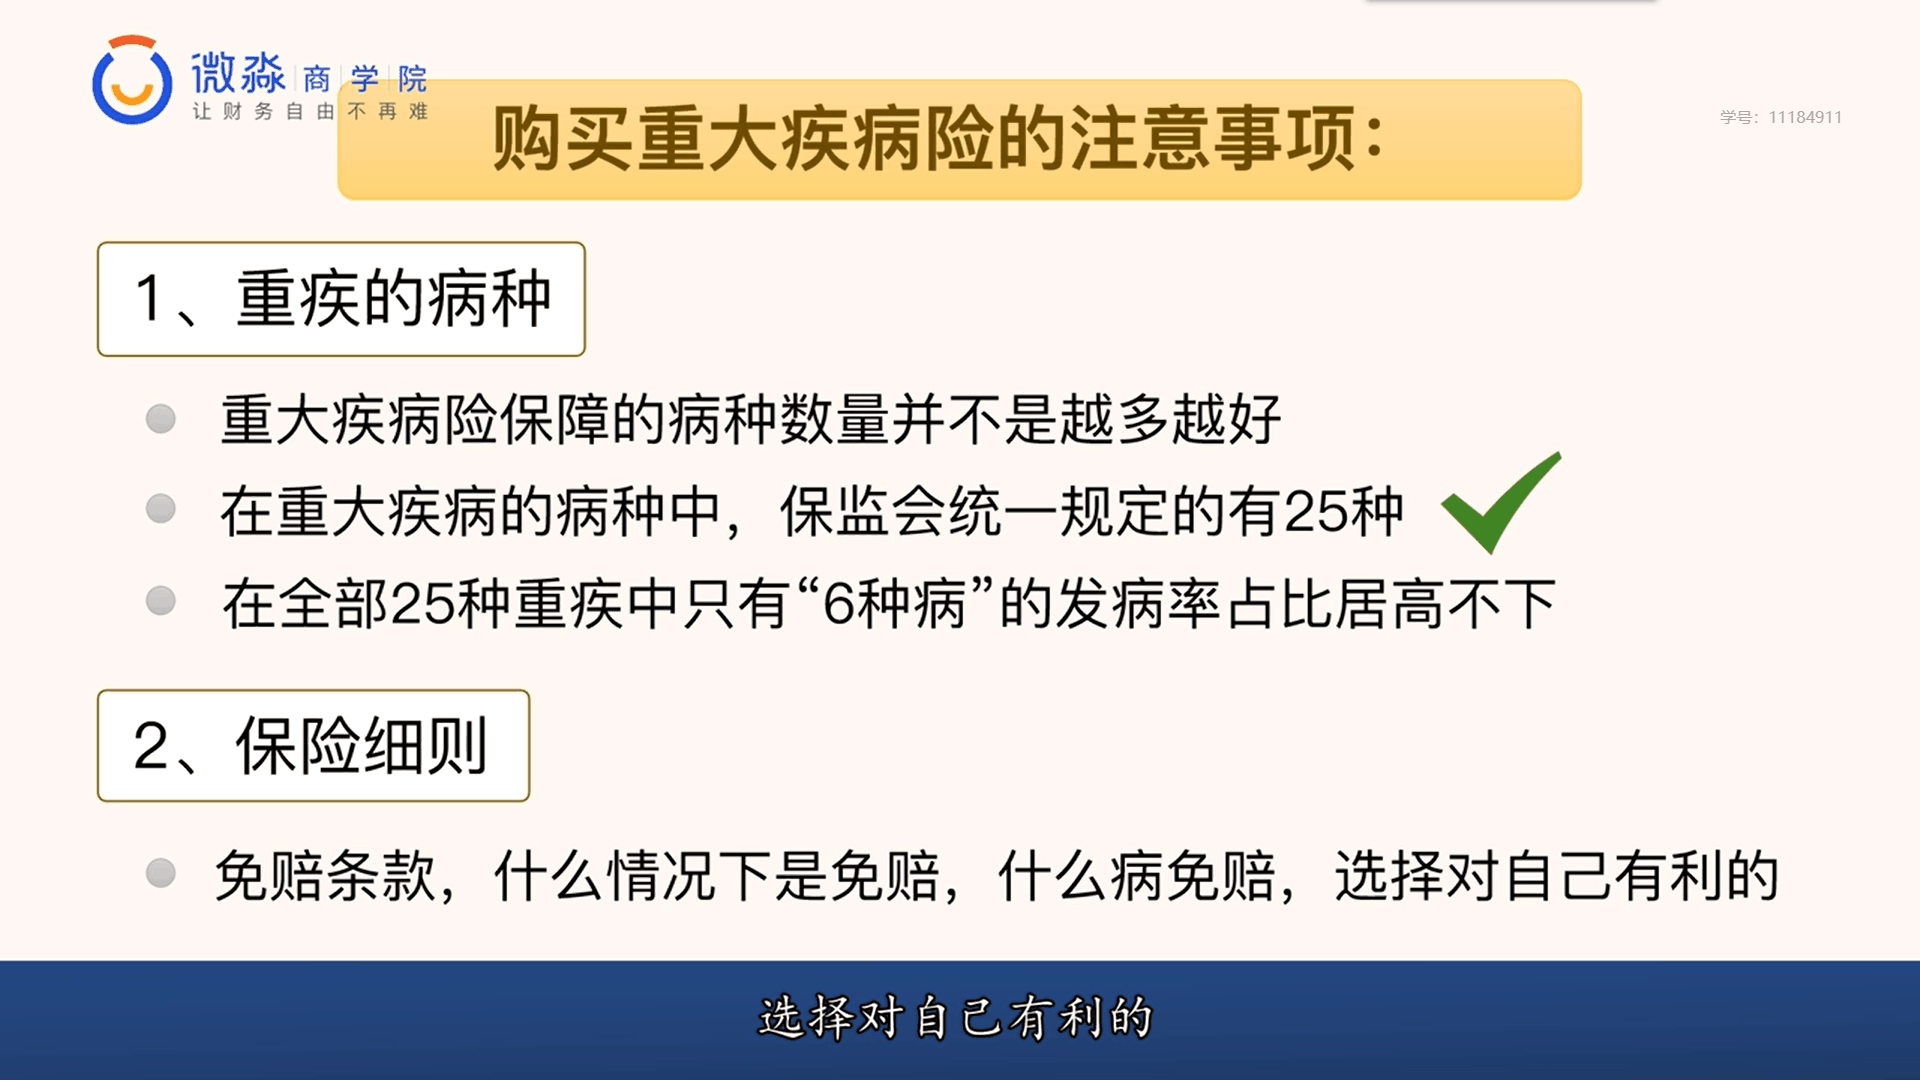 微淼商学院
让财务自由不再难
购买重大疾病险的注意事项：
学号：11184911
1、重疾的病种
重大疾病险保障的病种数量并不是越多越好
在重大疾病的病种中，保监会统一规定的有25种
在全部25种重疾中只有“6种病”的发病率占比居高不下
2、保险细则
免赔条款，什么情况下是免赔，什么病免赔，选择对自己有利的
选择对自己有利的